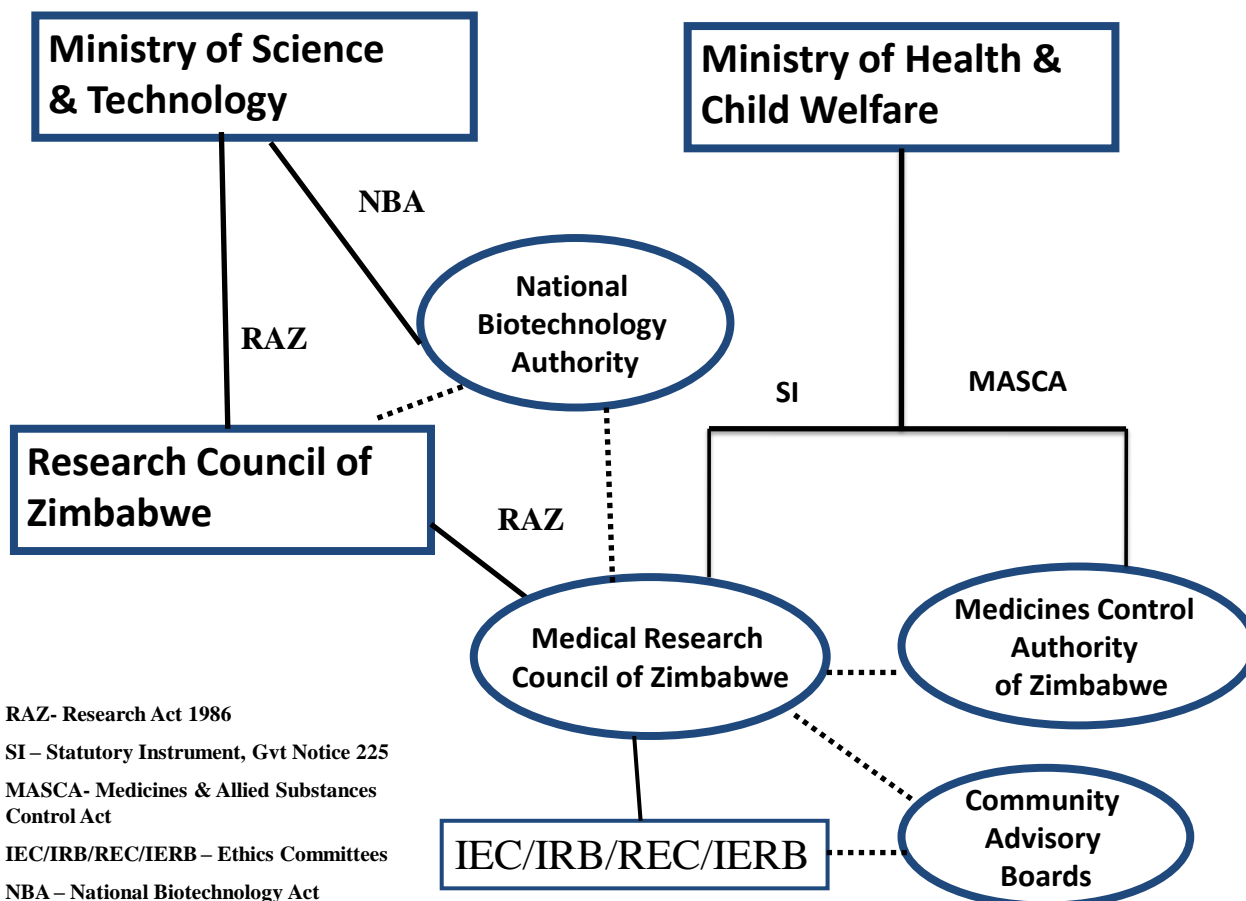 Ministry of Science
& Technology
Ministry of Health &
Child Welfare
NBA
National
Biotechnology
Authority
RAZ
SI
MASCA
Research Council of
Zimbabwe
RAZ
Medical Research
Council of Zimbabwe
Medicines Control
Authority
of Zimbabwe
Community
Advisory
Boards
IEC/IRB/REC/IERB
RAZ- Research Act 1986
SI – Statutory Instrument, Gvt Notice 225
MASCA- Medicines & Allied Substances
Control Act
IEC/IRB/REC/IERB – Ethics Committees
NBA – National Biotechnology Act